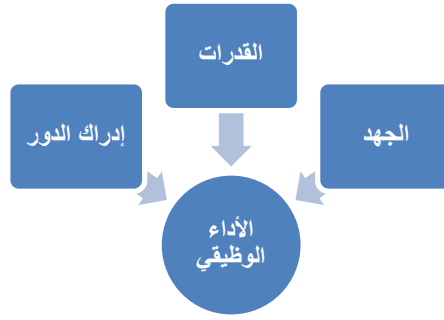 القدرات
الجهد
إدراك الدور
الأداء
الوظيفي